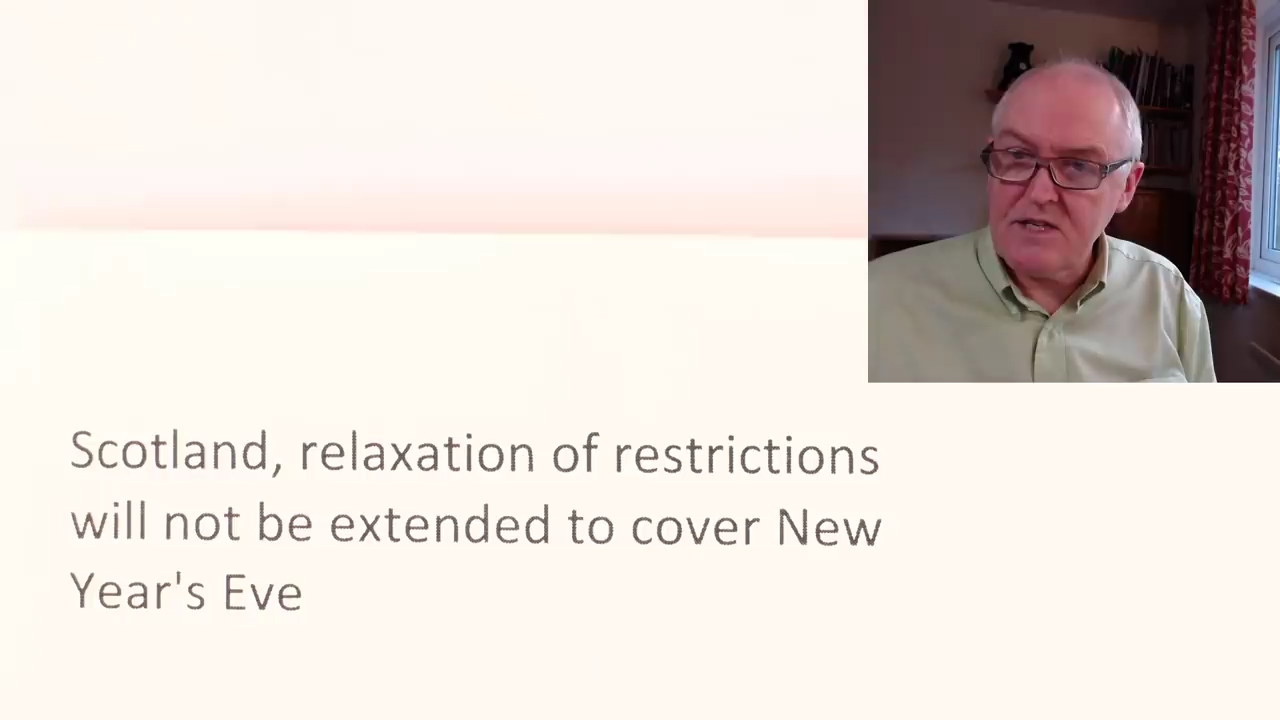 Scotland, relaxation of restrictions
will not be extended to cover New
Year's Eve